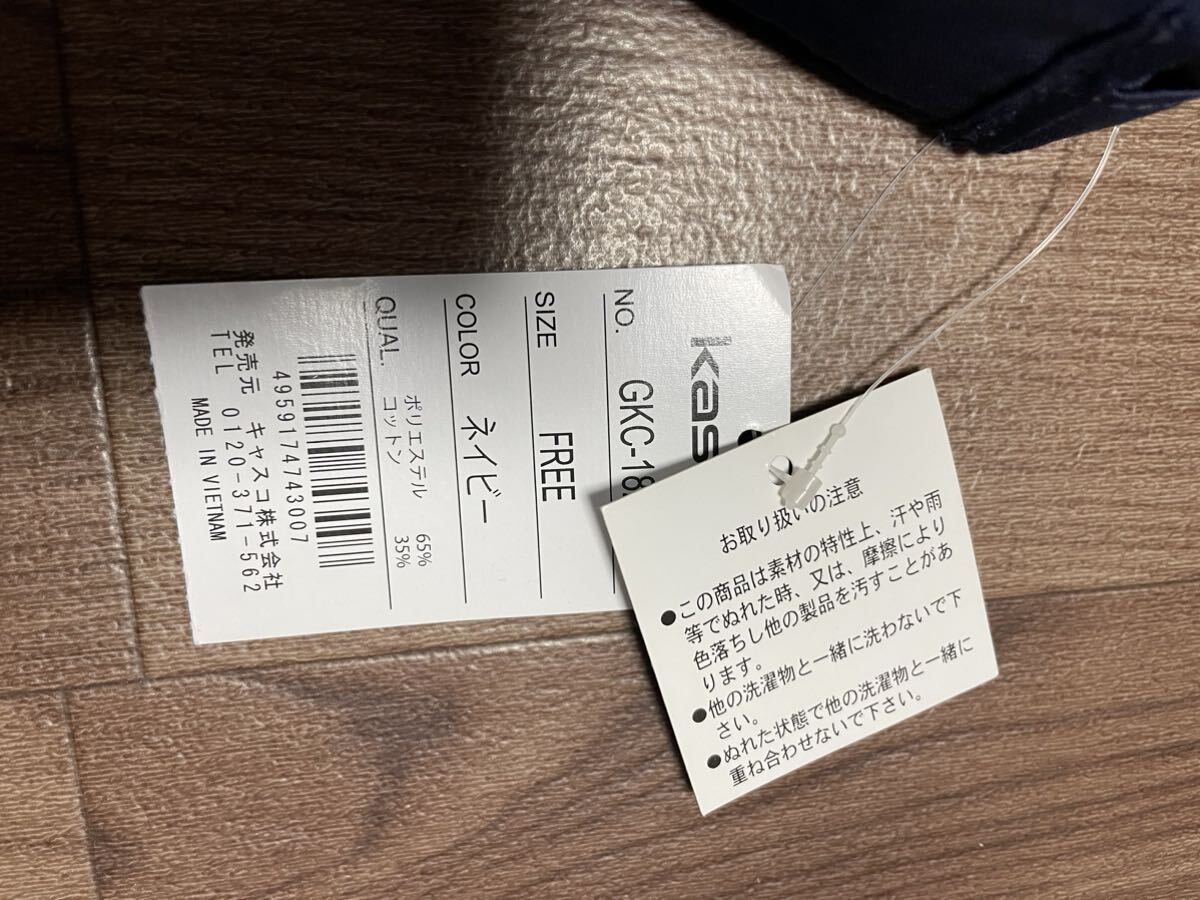 kas
NO. GKC-18
SIZE FREE
COLOR ネイビー
QUAL. ポリエステル 65%
コットン 35%
4959174743007
発売元 キャスコ株式会社
TEL 0120-371-562
MADE IN VIETNAM
お取り扱いの注意
●この商品は素材の特性上、汗や雨
等でぬれた時、又は、摩擦により
色落ちし他の製品を汚すことがあ
ります。
●他の洗濯物と一緒に洗わないで下
さい。
●ぬれた状態で他の洗濯物と一緒に
重ね合わせないで下さい。